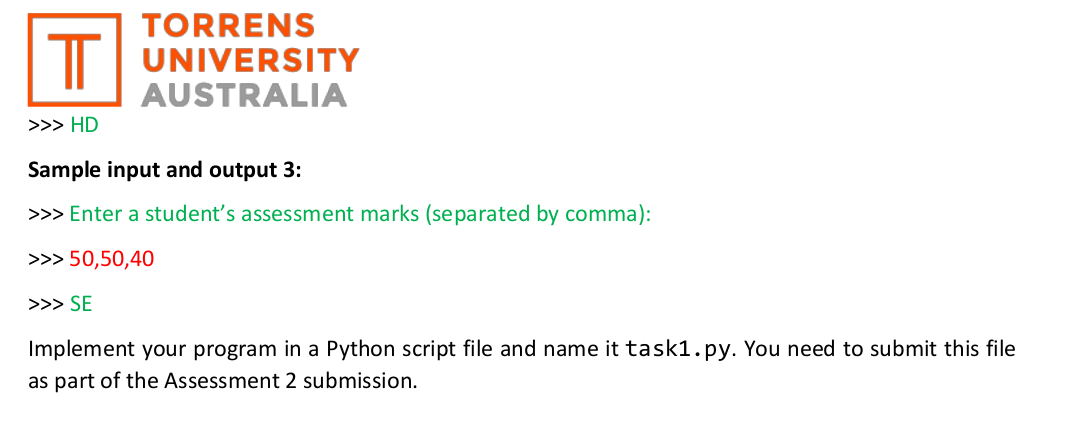 TORRENS
UNIVERSITY
AUSTRALIA
>>> HD
Sample input and output 3:
>>> Enter a student’s assessment marks (separated by comma):
>>> 50,50,40
>>> SE
Implement your program in a Python script file and name it task1.py. You need to submit this file
as part of the Assessment 2 submission.